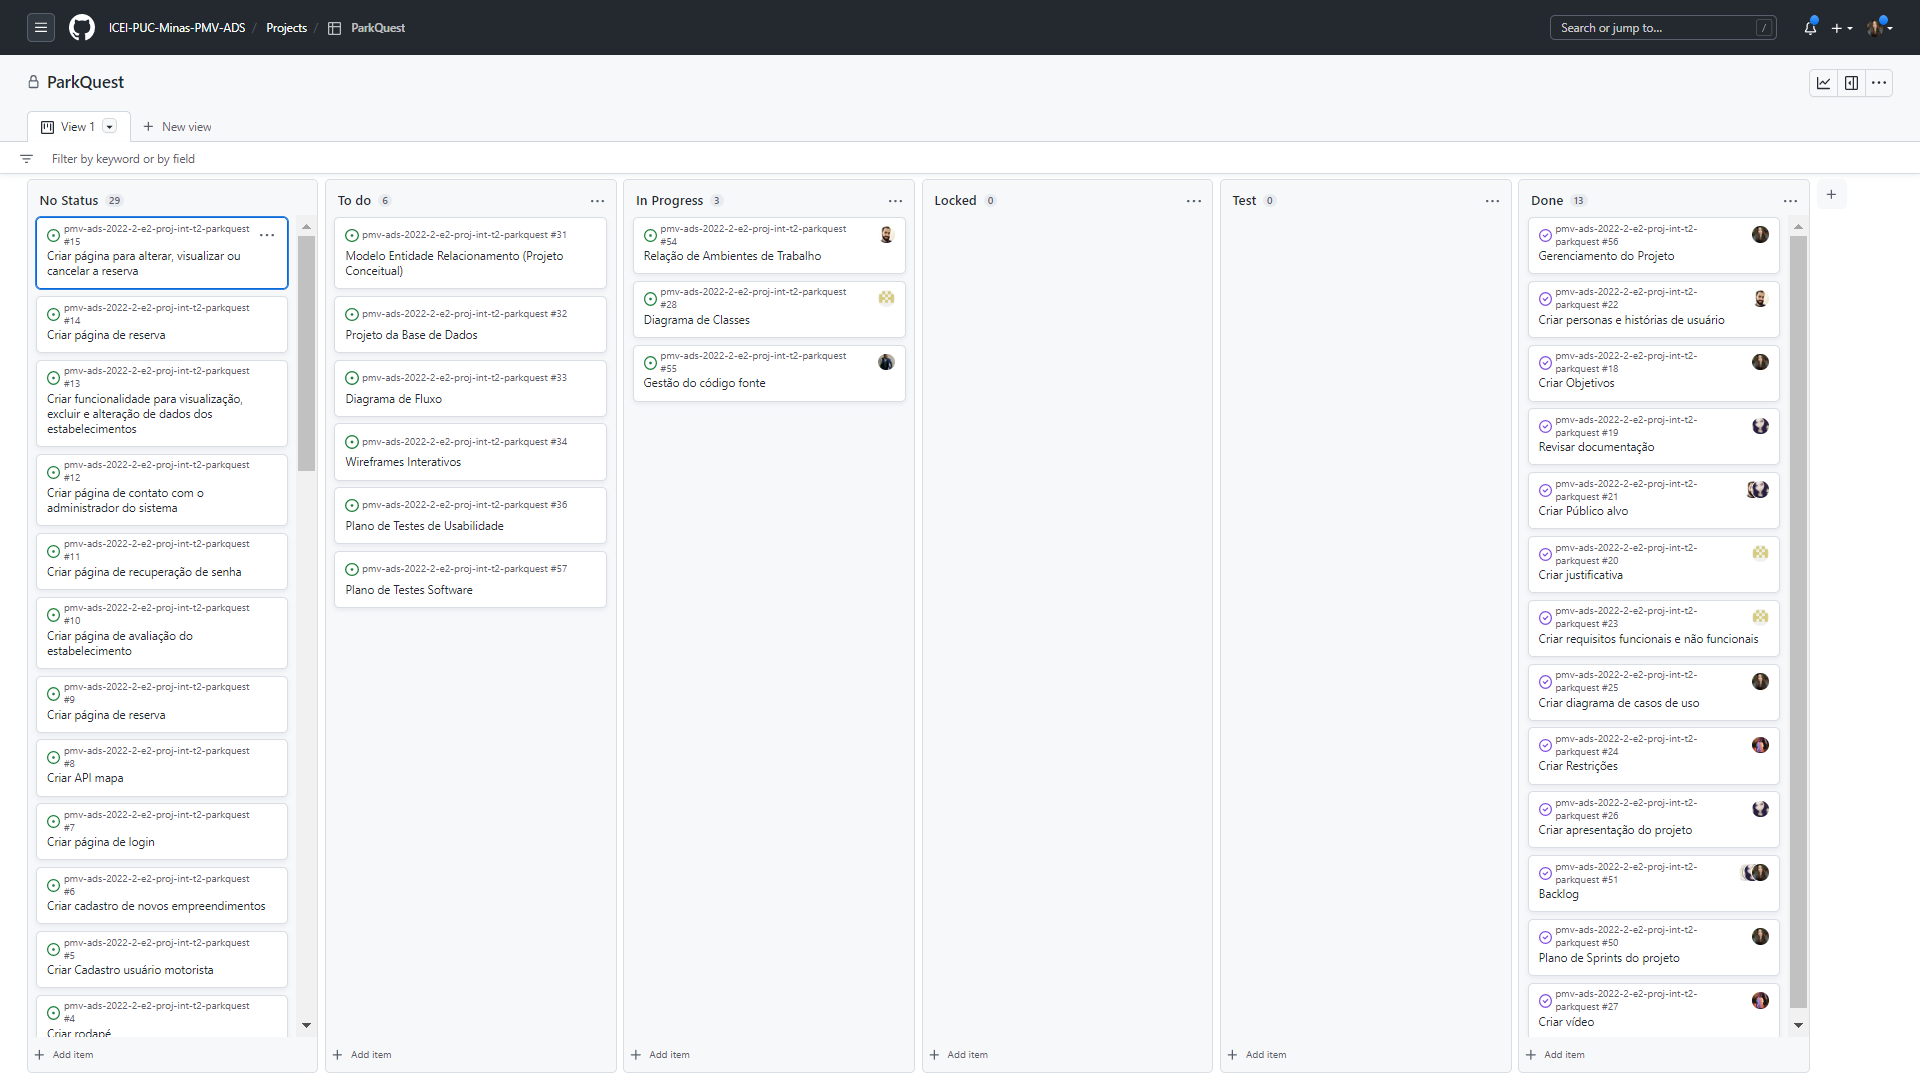 ICEI-PUC-Minas-PMV-ADS / Projects / ParkQuest
Search or jump to... /
ParkQuest
View 1
New view
Filter by keyword or by field
No Status 29
pmv-ads-2022-2-e2-proj-int-t2-parkquest
#15
Criar página para alterar, visualizar ou
cancelar a reserva
pmv-ads-2022-2-e2-proj-int-t2-parkquest
#14
Criar página de reserva
pmv-ads-2022-2-e2-proj-int-t2-parkquest
#13
Criar funcionalidade para visualização,
excluir e alteração de dados dos
estabelecimentos
pmv-ads-2022-2-e2-proj-int-t2-parkquest
#12
Criar página de contato com o
administrador do sistema
pmv-ads-2022-2-e2-proj-int-t2-parkquest
#11
Criar página de recuperação de senha
pmv-ads-2022-2-e2-proj-int-t2-parkquest
#10
Criar página de avaliação do
estabelecimento
pmv-ads-2022-2-e2-proj-int-t2-parkquest
#9
Criar página de reserva
pmv-ads-2022-2-e2-proj-int-t2-parkquest
#8
Criar API mapa
pmv-ads-2022-2-e2-proj-int-t2-parkquest
#7
Criar página de login
pmv-ads-2022-2-e2-proj-int-t2-parkquest
#6
Criar cadastro de novos empreendimentos
pmv-ads-2022-2-e2-proj-int-t2-parkquest
#5
Criar Cadastro usuário motorista
pmv-ads-2022-2-e2-proj-int-t2-parkquest
#4
Criar rodapé
Add item
To do 6
pmv-ads-2022-2-e2-proj-int-t2-parkquest #31
Modelo Entidade Relacionamento (Projeto
Conceitual)
pmv-ads-2022-2-e2-proj-int-t2-parkquest #32
Projeto da Base de Dados
pmv-ads-2022-2-e2-proj-int-t2-parkquest #33
Diagrama de Fluxo
pmv-ads-2022-2-e2-proj-int-t2-parkquest #34
Wireframes Interativos
pmv-ads-2022-2-e2-proj-int-t2-parkquest #36
Plano de Testes de Usabilidade
pmv-ads-2022-2-e2-proj-int-t2-parkquest #57
Plano de Testes Software
Add item
In Progress 3
pmv-ads-2022-2-e2-proj-int-t2-parkquest
#54
Relação de Ambientes de Trabalho
pmv-ads-2022-2-e2-proj-int-t2-parkquest
#28
Diagrama de Classes
pmv-ads-2022-2-e2-proj-int-t2-parkquest
#55
Gestão do código fonte
Add item
Locked 0
Add item
Test 0
Add item
Done 13
pmv-ads-2022-2-e2-proj-int-t2-
parkquest #56
Gerenciamento do Projeto
pmv-ads-2022-2-e2-proj-int-t2-
parkquest #22
Criar personas e histórias de usuário
pmv-ads-2022-2-e2-proj-int-t2-
parkquest #18
Criar Objetivos
pmv-ads-2022-2-e2-proj-int-t2-
parkquest #19
Revisar documentação
pmv-ads-2022-2-e2-proj-int-t2-
parkquest #21
Criar Público alvo
pmv-ads-2022-2-e2-proj-int-t2-
parkquest #20
Criar justificativa
pmv-ads-2022-2-e2-proj-int-t2-
parkquest #23
Criar requisitos funcionais e não funcionais
pmv-ads-2022-2-e2-proj-int-t2-
parkquest #25
Criar diagrama de casos de uso
pmv-ads-2022-2-e2-proj-int-t2-
parkquest #24
Criar Restrições
pmv-ads-2022-2-e2-proj-int-t2-
parkquest #26
Criar apresentação do projeto
pmv-ads-2022-2-e2-proj-int-t2-
parkquest #51
Backlog
pmv-ads-2022-2-e2-proj-int-t2-
parkquest #50
Plano de Sprints do projeto
pmv-ads-2022-2-e2-proj-int-t2-
parkquest #27
Criar vídeo
Add item